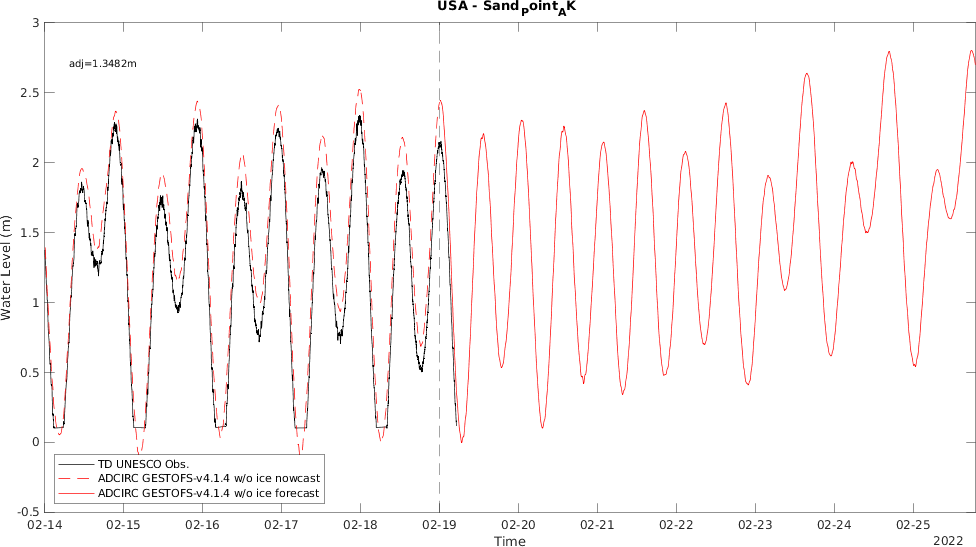 USA - Sand_Point_AK
3
adj=1.3482m
2.5
2
1.5
1
0.5
0
-0.5
Water Level (m)
TD UNESCO Obs.
ADCIRC GESTOFS-v4.1.4 w/o ice nowcast
ADCIRC GESTOFS-v4.1.4 w/o ice forecast
02-14 02-15 02-16 02-17 02-18 02-19 02-20 02-21 02-22 02-23 02-24 02-25
Time
2022